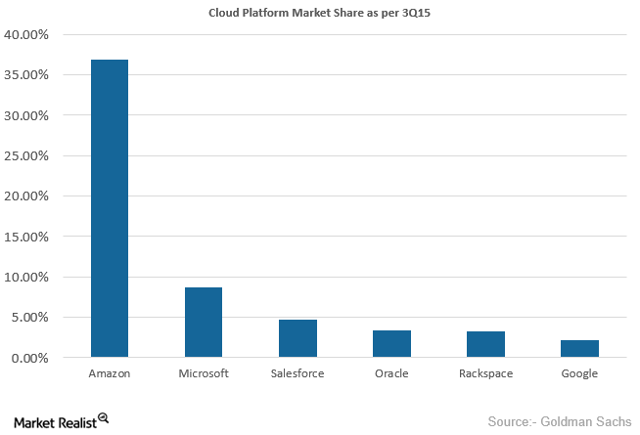 Cloud Platform Market Share as per 3Q15
40.00%
35.00%
30.00%
25.00%
20.00%
15.00%
10.00%
5.00%
0.00%
Amazon Microsoft Salesforce Oracle Rackspace Google
Market Realist
Source:- Goldman Sachs